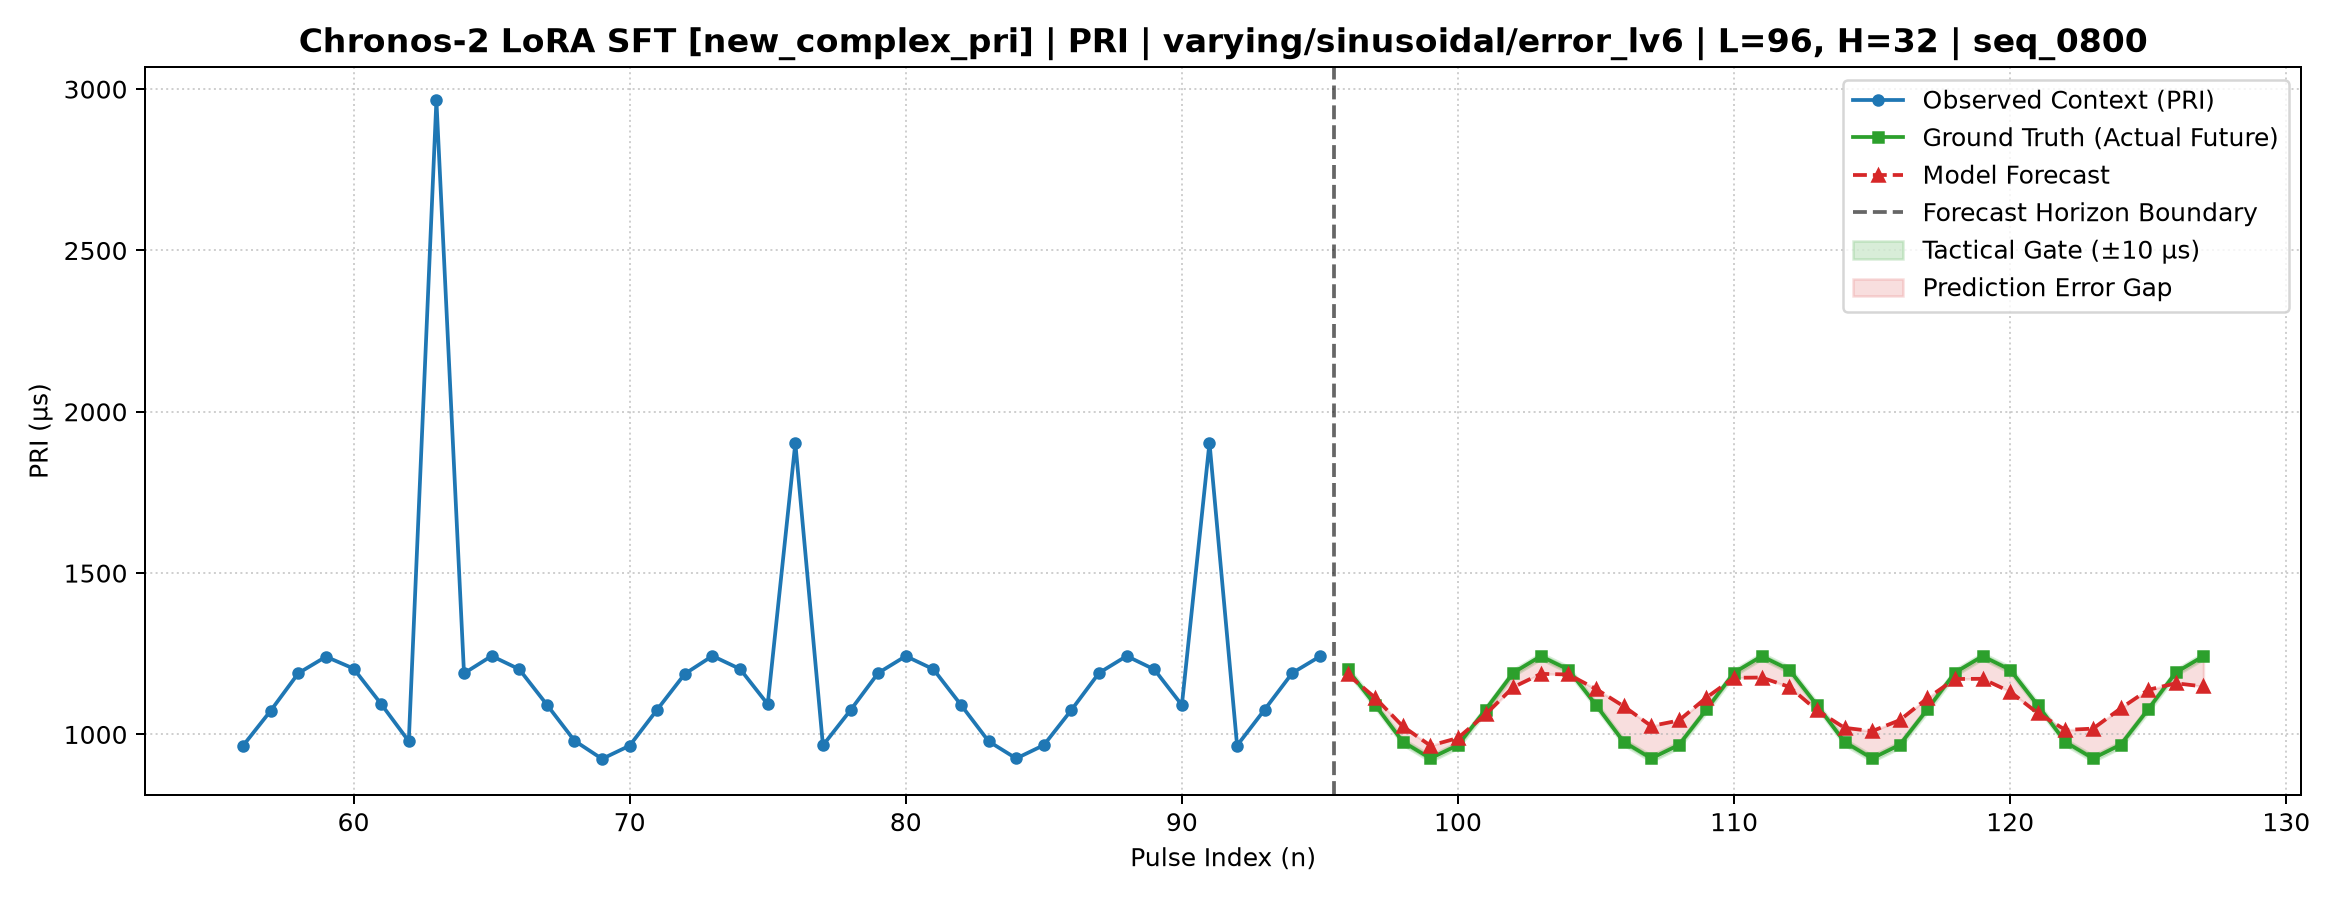 Chronos-2 LoRA SFT [new_complex_pri] | PRI | varying/sinusoidal/error_lv6 | L=96, H=32 | seq_0800
Observed Context (PRI)
Ground Truth (Actual Future)
Model Forecast
Forecast Horizon Boundary
Tactical Gate (±10 μs)
Prediction Error Gap
PRI (μs)
3000
2500
2000
1500
1000
60 70 80 90 100 110 120 130
Pulse Index (n)